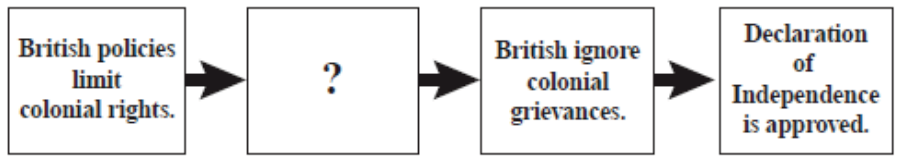 British policies
limit
colonial rights.
?
British ignore
colonial
grievances.
Declaration
of
Independence
is approved.